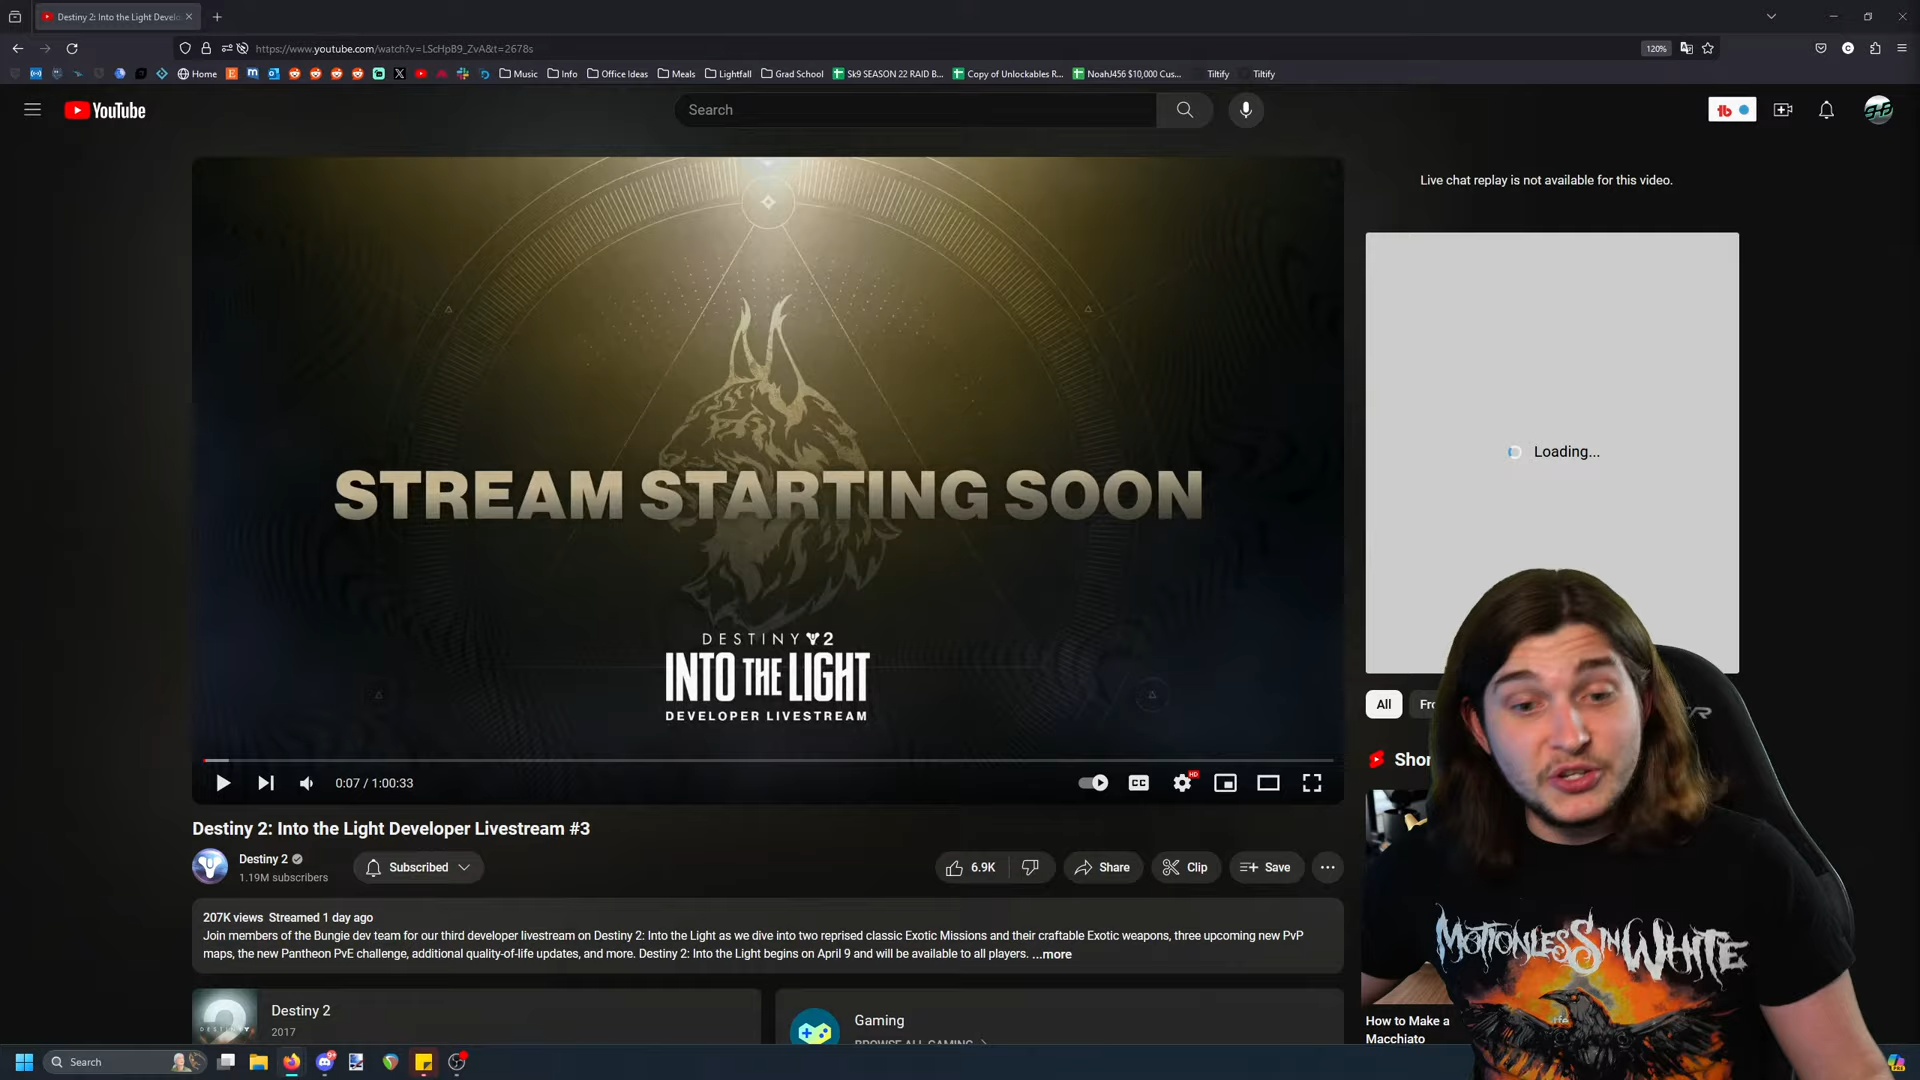 Destiny 2: Into the Light Develo
https://www.youtube.com/watch?v=LScHpB9_ZvA&t=2678s
120%
Home
Music
Info
Office Ideas
Meals
Lightfall
Grad School
Sk9 SEASON 22 RAID B...
Copy of Unlockables R...
NoahJ456 $10,000 Cus...
Tiltify
Tiltify
YouTube
Search
Live chat replay is not available for this video.
STREAM STARTING SOON
DESTINY 2
INTO THE LIGHT
DEVELOPER LIVESTREAM
Loading...
All
Fro
Shor
0:07 / 1:00:33
CC
HD
Destiny 2: Into the Light Developer Livestream #3
Destiny 2
1.19M subscribers
Subscribed
6.9K
Share
Clip
Save
207K views Streamed 1 day ago
Join members of the Bungie dev team for our third developer livestream on Destiny 2: Into the Light as we dive into two reprised classic Exotic Missions and their craftable Exotic weapons, three upcoming new PvP
maps, the new Pantheon PvE challenge, additional quality-of-life updates, and more. Destiny 2: Into the Light begins on April 9 and will be available to all players. ...more
Destiny 2
2017
Gaming
BROWSE ALL GAMING
MOTIONLESS IN WHITE
How to Make a
Macchiato
Search